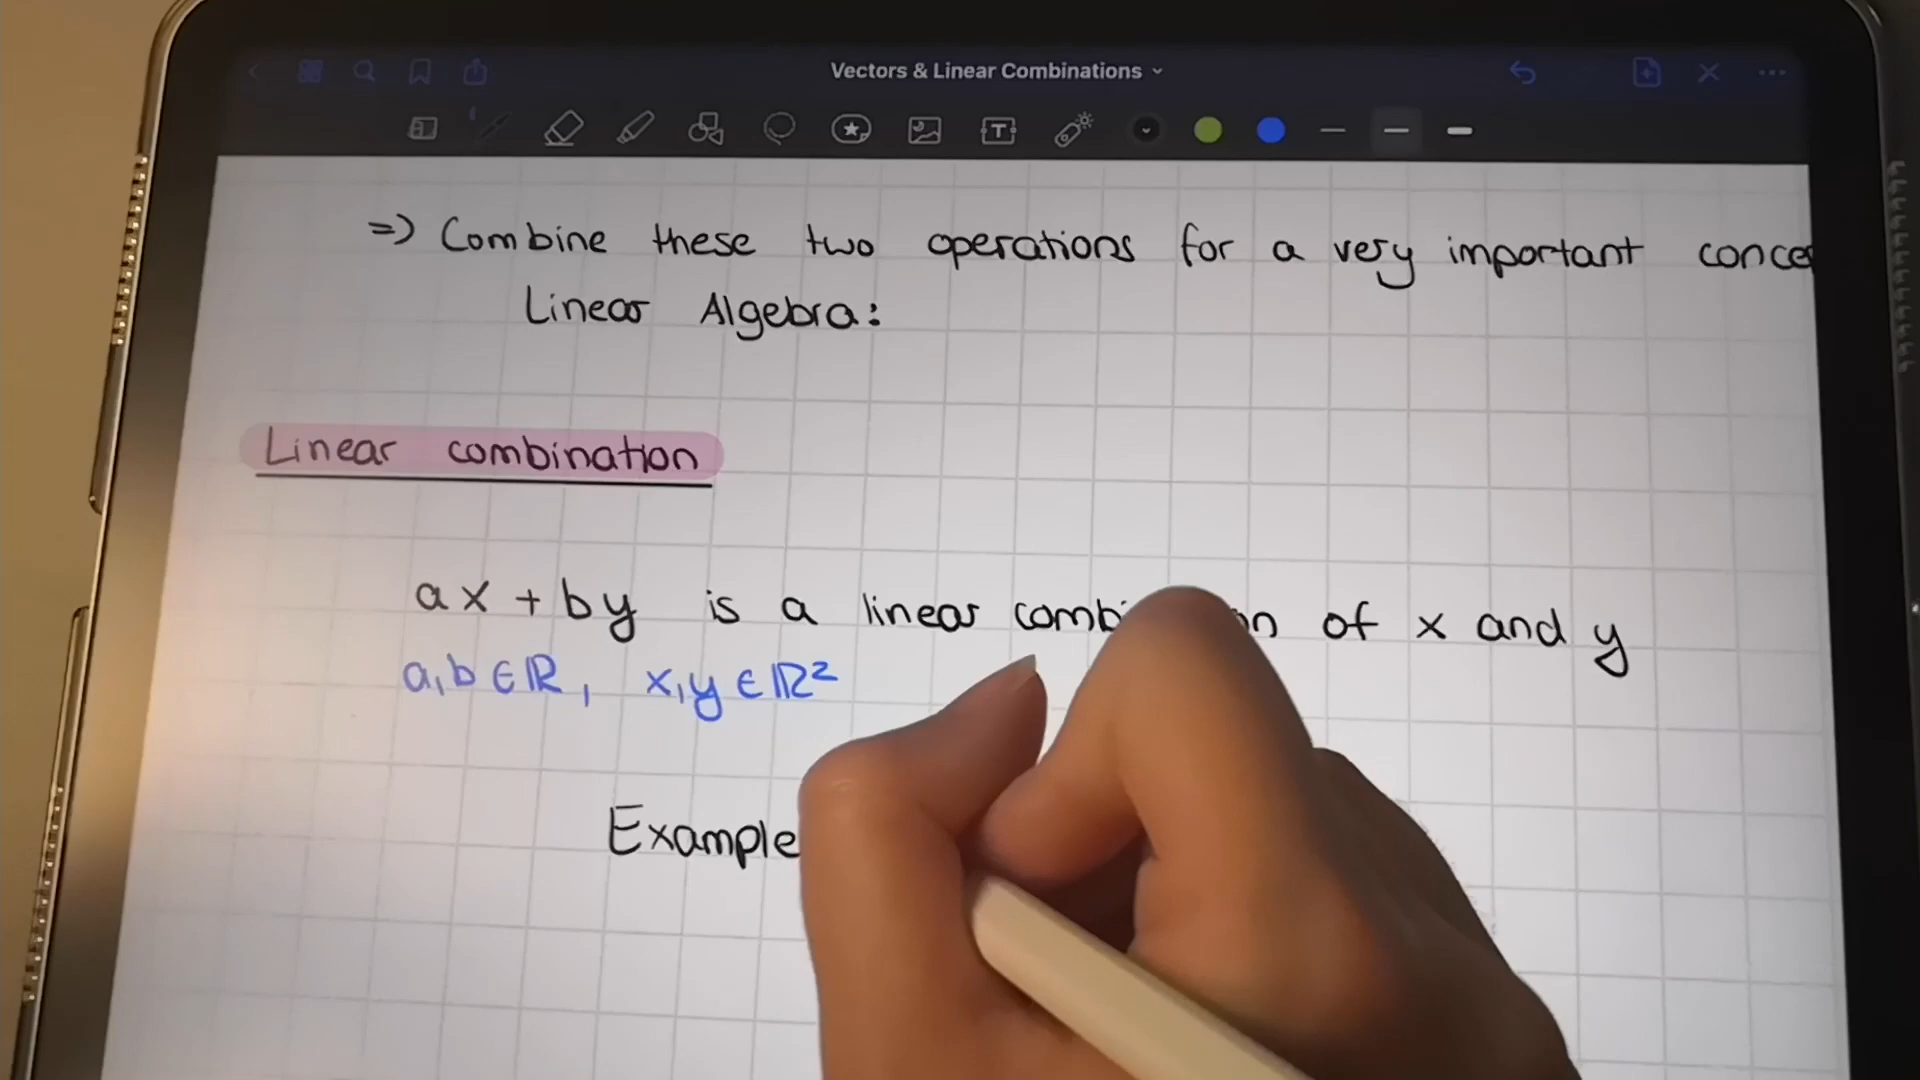 Vectors & Linear Combinations
=) Combine these two operations for a very important
Linear Algebra:
Linear combination
ax + by is a linear of x and y
a, b ∈ ℝ, x, y ∈ ℝ²
Example